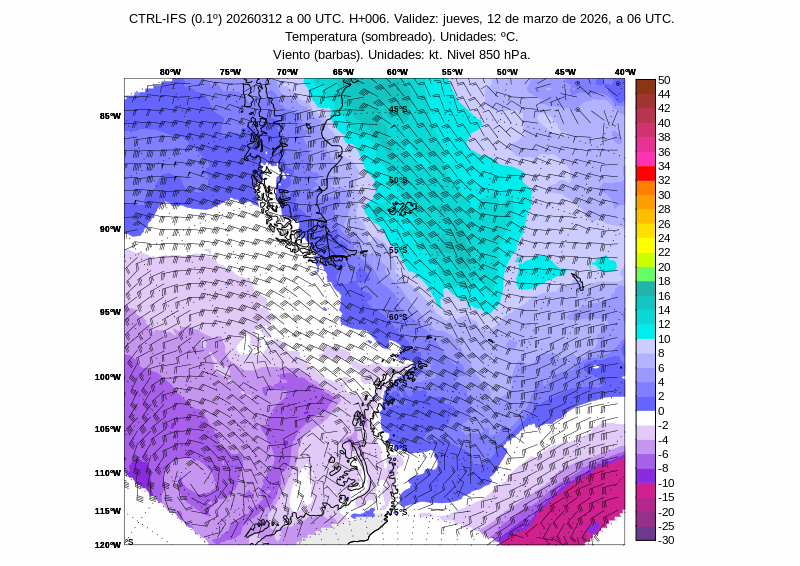 CTRL-IFS (0.1º) 20260312 a 00 UTC. H+006. Validez: jueves, 12 de marzo de 2026, a 06 UTC.
Temperatura (sombreado). Unidades: ºC.
Viento (barbas). Unidades: kt. Nivel 850 hPa.
80°W 75°W 70°W 65°W 60°W 55°W 50°W 45°W 40°W
85°W
90°W
95°W
100°W
105°W
110°W
115°W
120°W
45°S
50°S
55°S
60°S
65°S
70°S
75°S
°S
50
44
42
40
38
36
34
32
30
28
26
24
22
20
18
16
14
12
10
8
6
4
2
0
-2
-4
-6
-8
-10
-15
-20
-25
-30